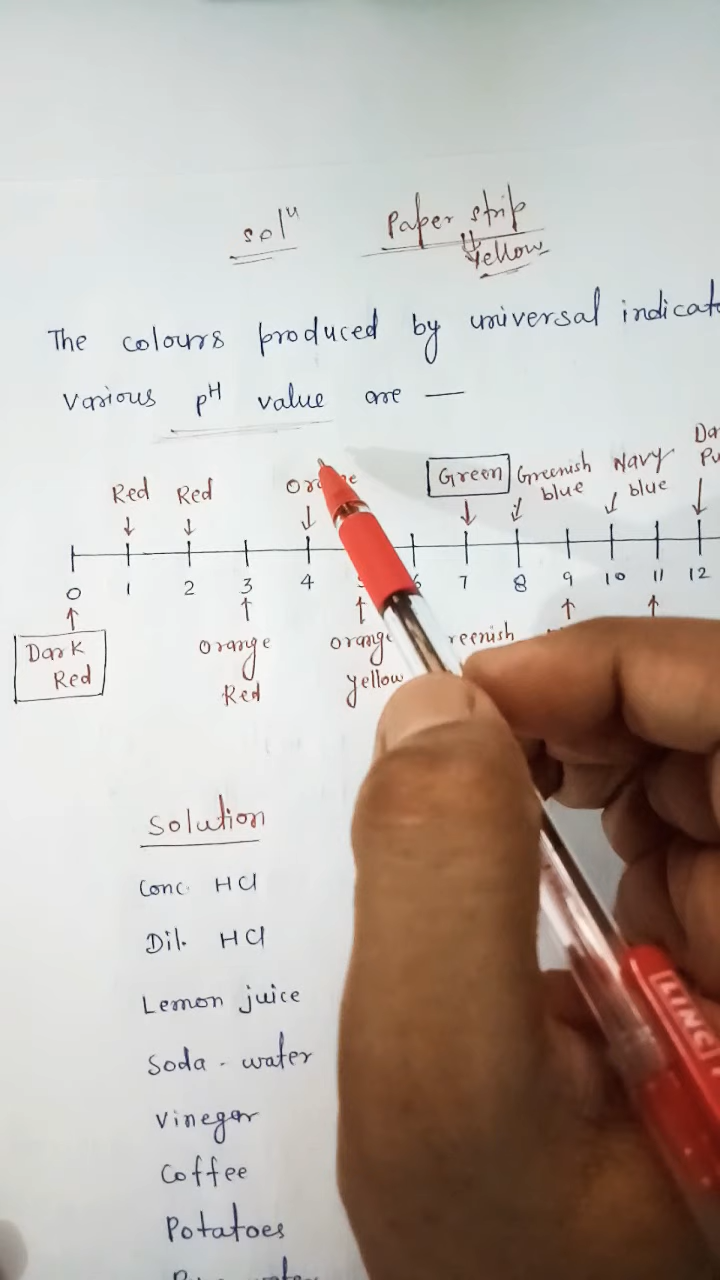 solⁿ Paper strip
Yellow
The colours produced by universal
Various pH value are —
Red Red Green Greenish blue Navy blue
0 1 2 3 4 7 8 9 10 11 12
Dark Red
Orange Red
orange yellow
Solution
Conc. HCl
Dil. HCl
Lemon juice
Soda - water
Vinegar
Coffee
Potatoes
LINC